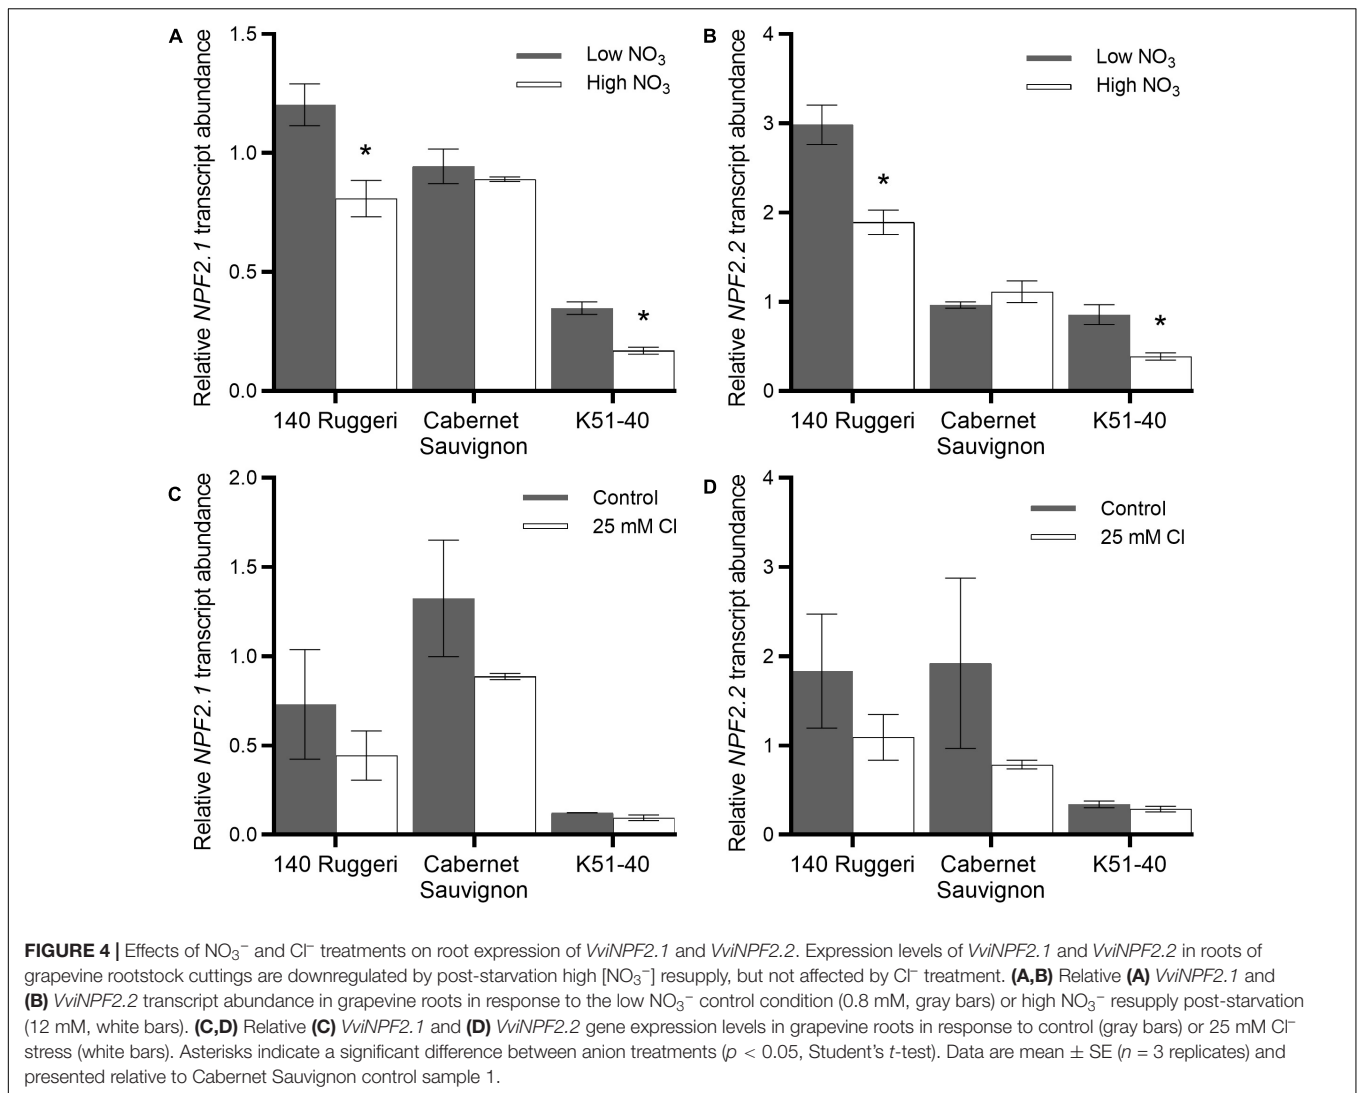 A
Relative NPF2.1 transcript abundance
1.5
1.0
0.5
0.0
Low NO3
High NO3
*
*
140 Ruggeri
Cabernet
Sauvignon
K51-40
B
Relative NPF2.2 transcript abundance
4
3
2
1
0
Low NO3
High NO3
*
*
140 Ruggeri
Cabernet
Sauvignon
K51-40
C
Relative NPF2.1 transcript abundance
2.0
1.5
1.0
0.5
0.0
Control
25 mM Cl
140 Ruggeri
Cabernet
Sauvignon
K51-40
D
Relative NPF2.2 transcript abundance
4
3
2
1
0
Control
25 mM Cl
140 Ruggeri
Cabernet
Sauvignon
K51-40
FIGURE 4 | Effects of NO3− and Cl− treatments on root expression of VviNPF2.1 and VviNPF2.2. Expression levels of VviNPF2.1 and VviNPF2.2 in roots of
grapevine rootstock cuttings are downregulated by post-starvation high [NO3−] resupply, but not affected by Cl− treatment. (A,B) Relative (A) VviNPF2.1 and
(B) VviNPF2.2 transcript abundance in grapevine roots in response to the low NO3− control condition (0.8 mM, gray bars) or high NO3− resupply post-starvation
(12 mM, white bars). (C,D) Relative (C) VviNPF2.1 and (D) VviNPF2.2 gene expression levels in grapevine roots in response to control (gray bars) or 25 mM Cl−
stress (white bars). Asterisks indicate a significant difference between anion treatments (p < 0.05, Student's t-test). Data are mean ± SE (n = 3 replicates) and
presented relative to Cabernet Sauvignon control sample 1.